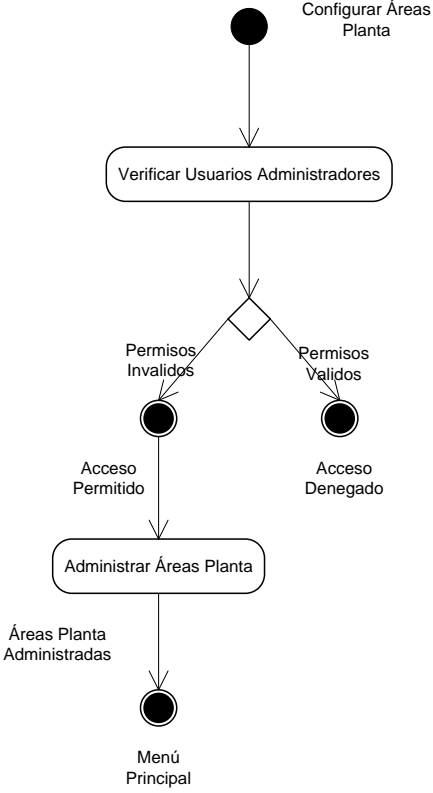 Configurar Áreas
Planta
Verificar Usuarios Administradores
Permisos
Invalidos
Permisos
Validos
Acceso
Permitido
Acceso
Denegado
Administrar Áreas Planta
Áreas Planta
Administradas
Menú
Principal